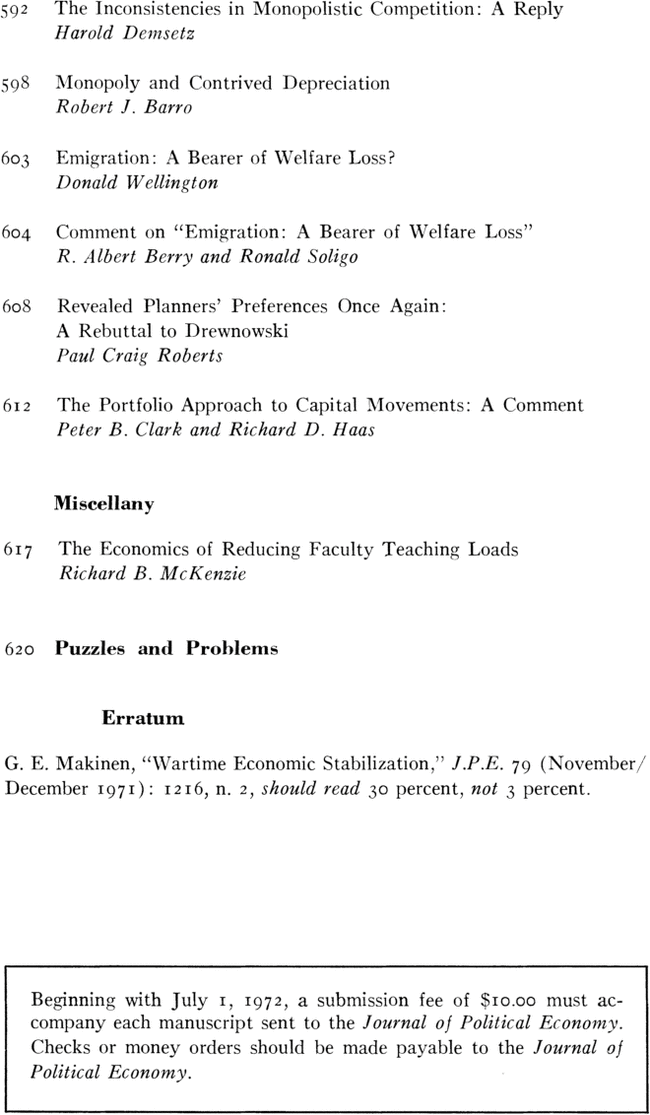 592 The Inconsistencies in Monopolistic Competition: A Reply
Harold Demsetz
598 Monopoly and Contrived Depreciation
Robert J. Barro
603 Emigration: A Bearer of Welfare Loss?
Donald Wellington
604 Comment on “Emigration: A Bearer of Welfare Loss”
R. Albert Berry and Ronald Soligo
608 Revealed Planners’ Preferences Once Again:
A Rebuttal to Drewnowski
Paul Craig Roberts
612 The Portfolio Approach to Capital Movements: A Comment
Peter B. Clark and Richard D. Haas
Miscellany
617 The Economics of Reducing Faculty Teaching Loads
Richard B. McKenzie
620 Puzzles and Problems
Erratum
G. E. Makinen, “Wartime Economic Stabilization,” J.P.E. 79 (November/
December 1971): 1216, n. 2, should read 30 percent, not 3 percent.
Beginning with July 1, 1972, a submission fee of $10.00 must ac-
company each manuscript sent to the Journal of Political Economy.
Checks or money orders should be made payable to the Journal of
Political Economy.